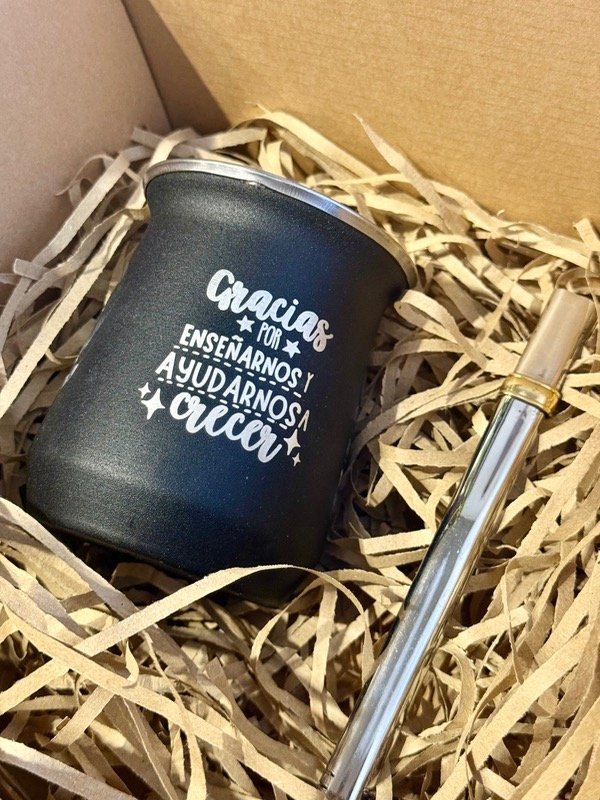 Gracias
POR
ENSEÑARNOS Y
AYUDARNOS A
crecer